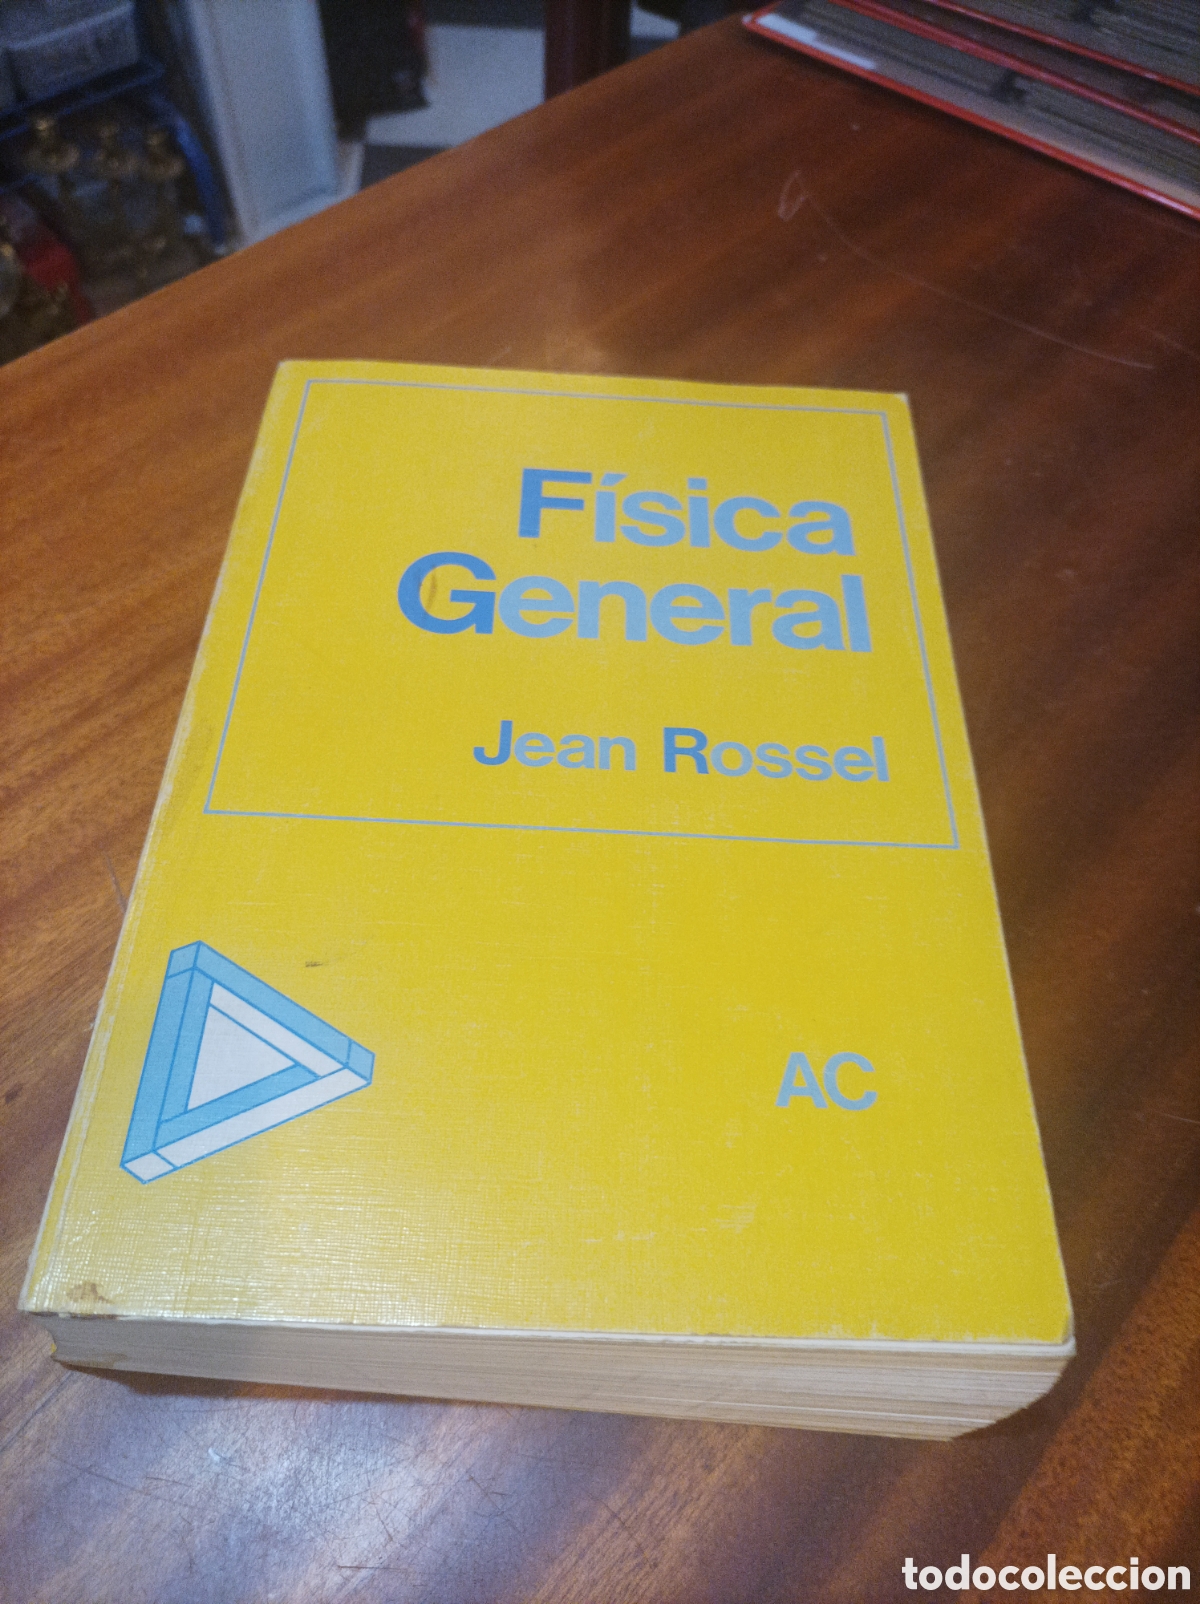 Física
General
Jean Rossel
AC
todocoleccion